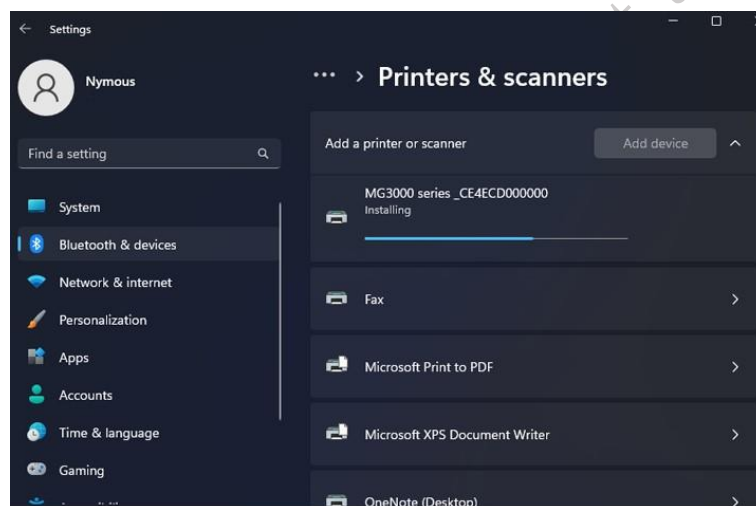 Settings
Nymous
Find a setting
System
Bluetooth & devices
Network & internet
Personalization
Apps
Accounts
Time & language
Gaming
Printers & scanners
Add a printer or scanner
Add device
MG3000 series _CE4ECD000000
Installing
Fax
Microsoft Print to PDF
Microsoft XPS Document Writer
OneNote (Desktop)